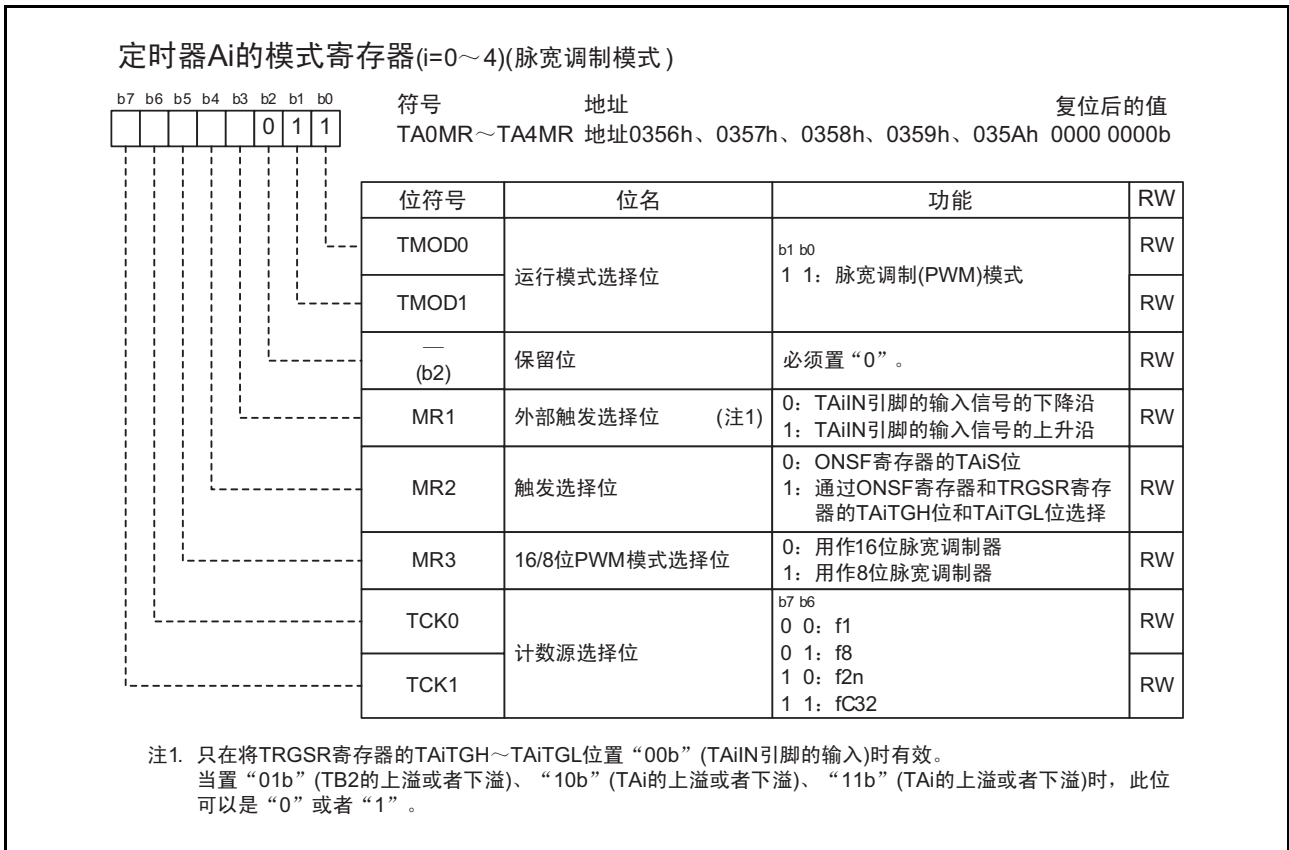 定时器Ai的模式寄存器(i=0～4)(脉宽调制模式)
b7 b6 b5 b4 b3 b2 b1 b0
0 1 1
符号 地址 复位后的值
TA0MR～TA4MR 地址0356h、0357h、0358h、0359h、035Ah 0000 0000b
位符号 位名 功能 RW
TMOD0 RW
运行模式选择位
b1 b0
1 1：脉宽调制(PWM)模式
TMOD1 RW
—
(b2) 保留位 必须置“0”。 RW
MR1 外部触发选择位 (注1) RW
0：TAiIN引脚的输入信号的下降沿
1：TAiIN引脚的输入信号的上升沿
MR2 触发选择位 RW
0：ONSF寄存器的TAiS位
1：通过ONSF寄存器和TRGSR寄存
器的TAiTGH位和TAiTGL位选择
MR3 16/8位PWM模式选择位 RW
0：用作16位脉宽调制器
1：用作8位脉宽调制器
TCK0 RW
计数源选择位
b7 b6
0 0：f1
0 1：f8
1 0：f2n
1 1：fC32
TCK1 RW
注1. 只在将TRGSR寄存器的TAiTGH～TAiTGL位置“00b”(TAiIN引脚的输入)时有效。
当置“01b”(TB2的上溢或者下溢)、“10b”(TAi的上溢或者下溢)、“11b”(TAi的上溢或者下溢)时，此位
可以是“0”或者“1”。